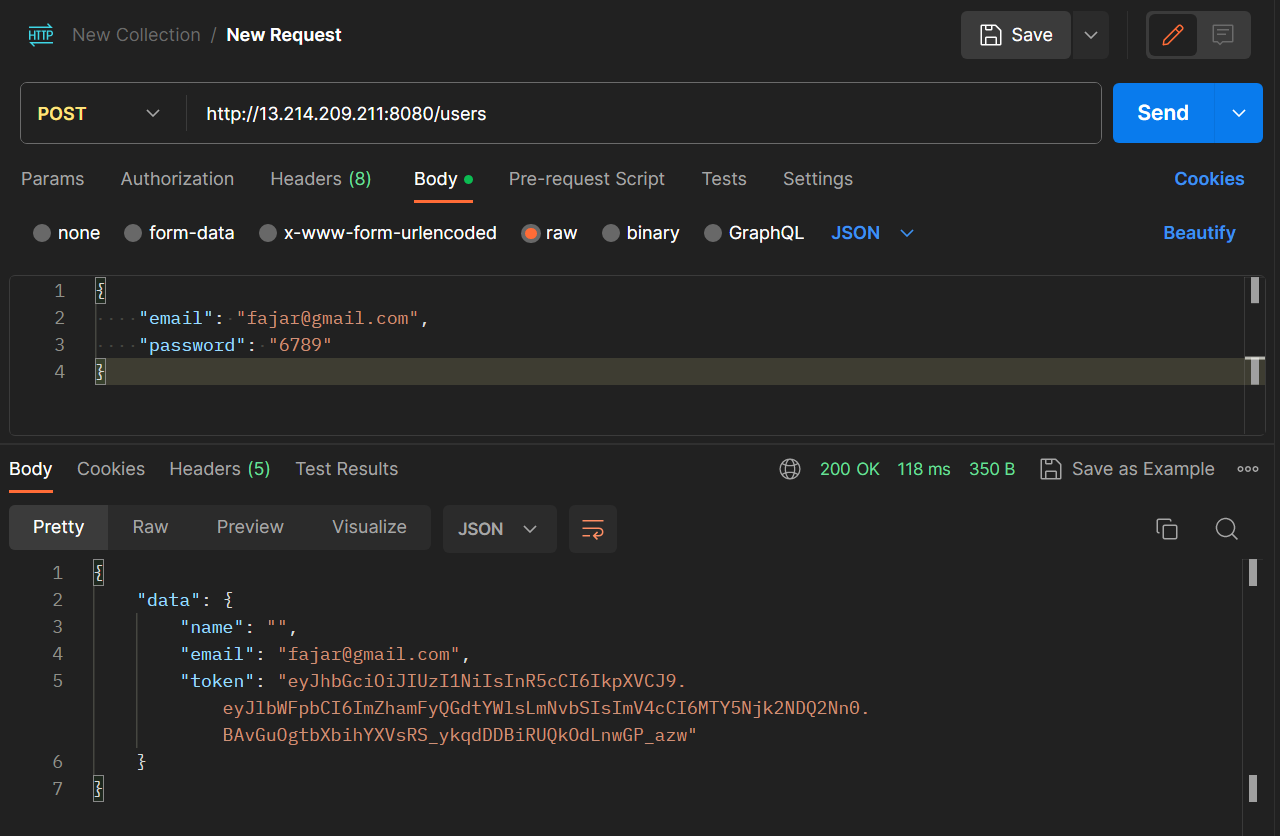 HTTP New Collection / New Request Save
POST http://13.214.209.211:8080/users Send
Params Authorization Headers (8) Body Pre-request Script Tests Settings Cookies
none form-data x-www-form-urlencoded raw binary GraphQL JSON Beautify
1 {
2 ····"email":·"fajar@gmail.com",
3 ····"password":·"6789"
4 }
Body Cookies Headers (5) Test Results 200 OK 118 ms 350 B Save as Example
Pretty Raw Preview Visualize JSON
1 {
2 "data": {
3 "name": "",
4 "email": "fajar@gmail.com",
5 "token": "eyJhbGciOiJIUzI1NiIsInR5cCI6IkpXVCJ9.
eyJlbWFpbCI6ImZhamFyQGdtYWlsLmNvbSIsImV4cCI6MTY5Njk2NDQ2Nn0.
BAvGuOgtbXbihYXVsRS_ykqdDDBiRUQkOdLnwGP_azw"
6 }
7 }